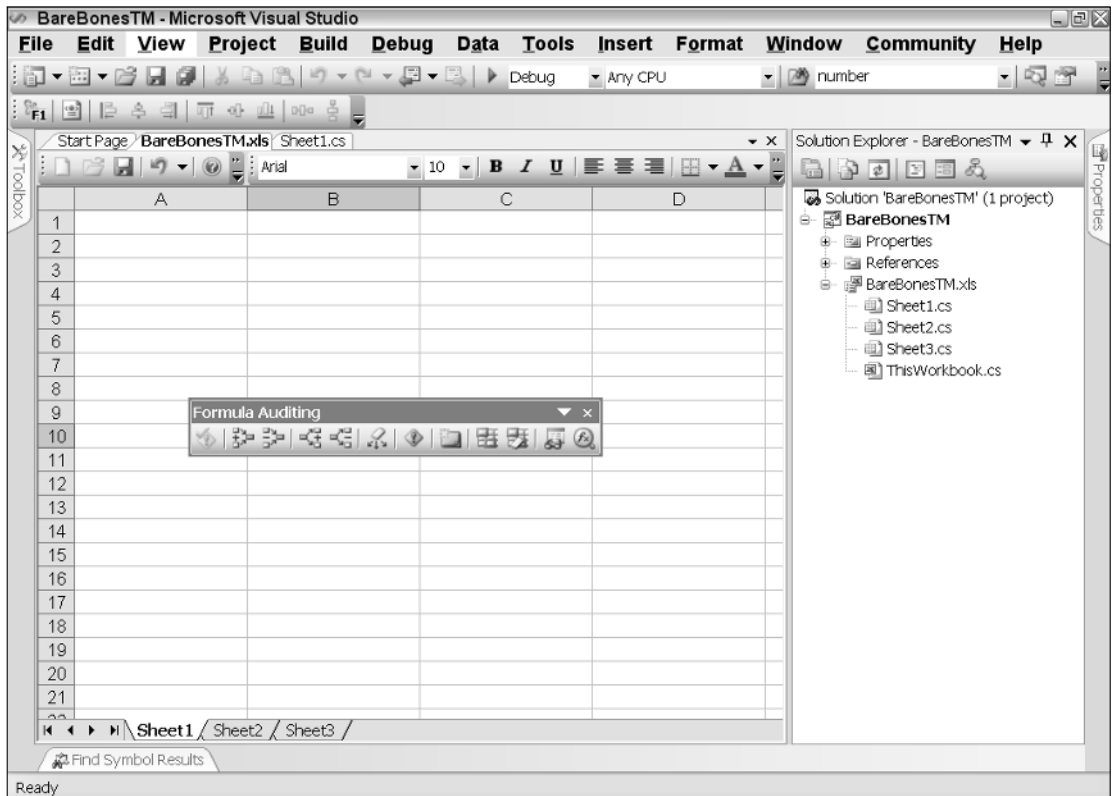 BareBonesTM - Microsoft Visual Studio
File Edit View Project Build Debug Data Tools Insert Format Window Community Help
Debug Any CPU number
F1
Start Page BareBonesTM.xls Sheet1.cs
Solution Explorer - BareBonesTM
Toolbox
Properties
Arial 10 B I U A
Solution 'BareBonesTM' (1 project)
A B C D
BareBonesTM
Properties
References
BareBonesTM.xls
Sheet1.cs
Sheet2.cs
Sheet3.cs
ThisWorkbook.cs
1
2
3
4
5
6
7
8
9
Formula Auditing
10
11
12
13
14
15
16
17
18
19
20
21
22
Sheet1 Sheet2 Sheet3
Find Symbol Results
Ready